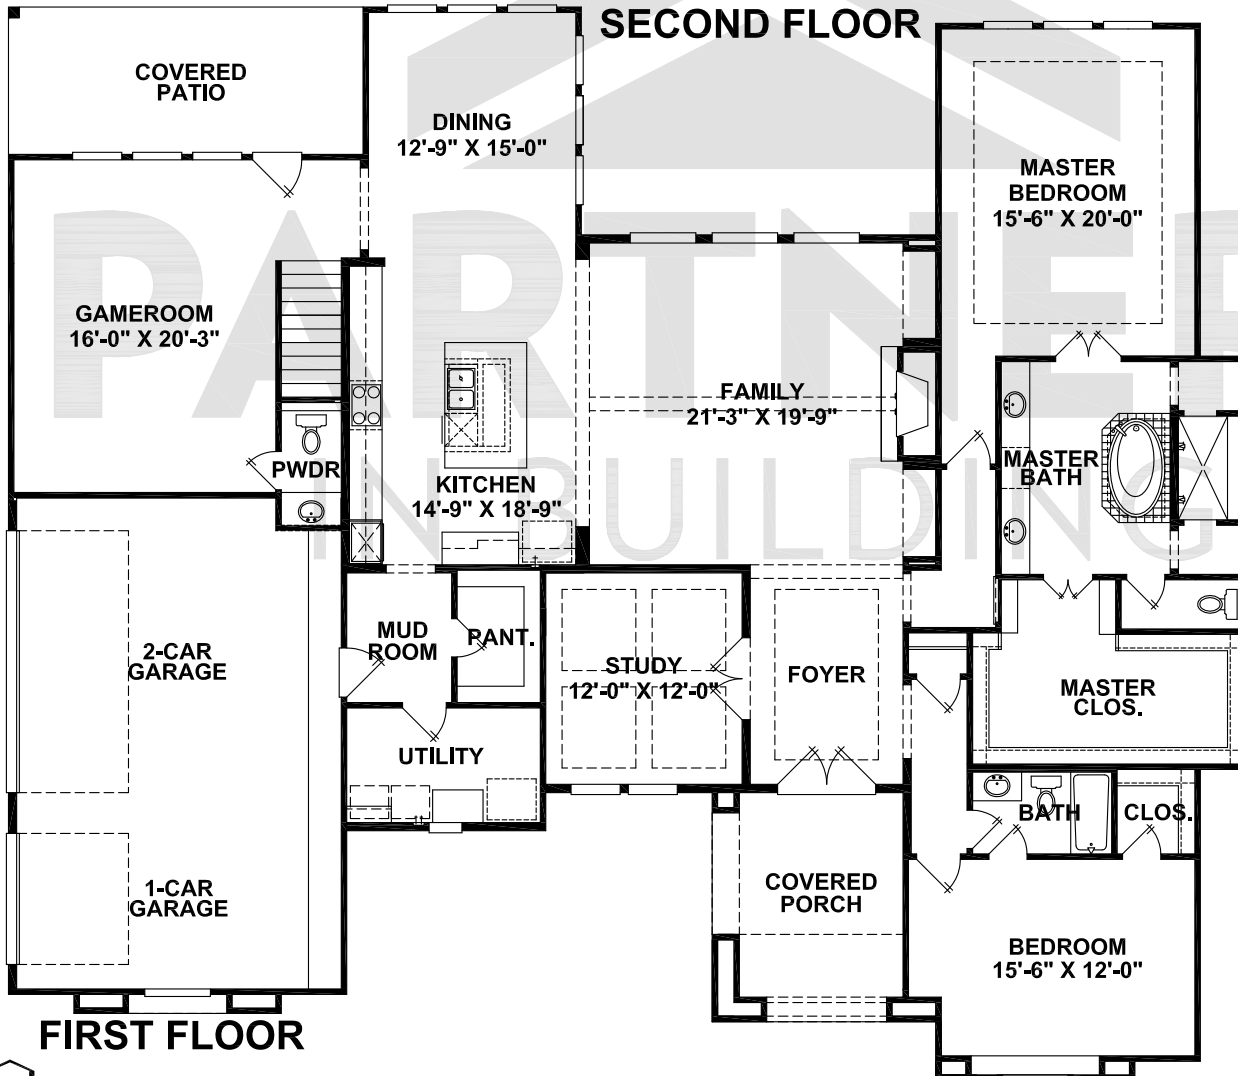 SECOND FLOOR
COVERED
PATIO
DINING
12'-9" X 15'-0"
MASTER
BEDROOM
15'-6" X 20'-0"
GAMEROOM
16'-0" X 20'-3"
FAMILY
21'-3" X 19'-9"
PWDR
KITCHEN
14'-9" X 18'-9"
MASTER
BATH
MUD
ROOM
PANT.
STUDY
12'-0" X 12'-0"
FOYER
2-CAR
GARAGE
MASTER
CLOS.
UTILITY
BATH
CLOS.
1-CAR
GARAGE
COVERED
PORCH
BEDROOM
15'-6" X 12'-0"
FIRST FLOOR
PARTNER
IN BUILDING